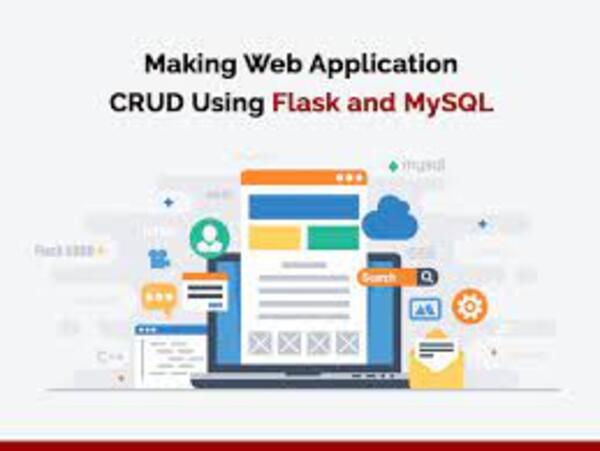 Making Web Application
CRUD Using Flask and MySQL
mysql
Search
C++